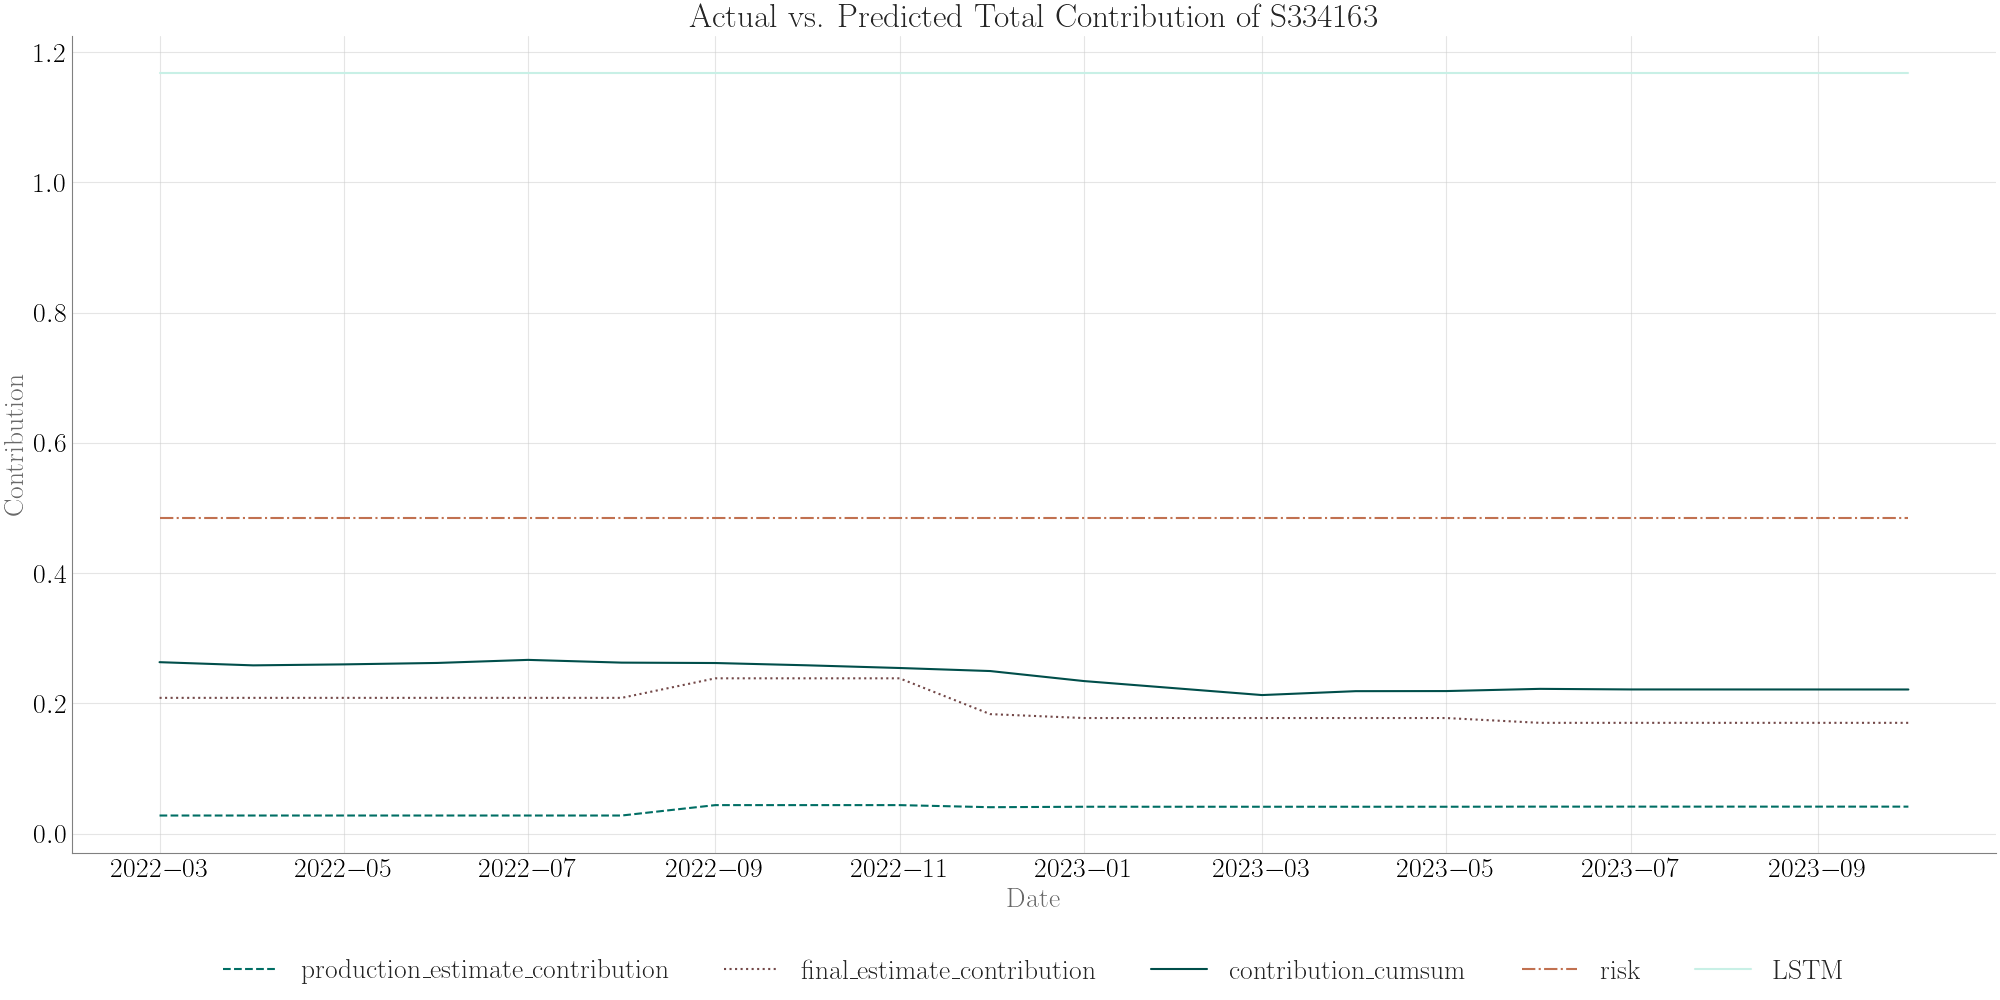 Actual vs. Predicted Total Contribution of S334163
1.2
1.0
0.8
0.6
0.4
0.2
0.0
Contribution
2022−03 2022−05 2022−07 2022−09 2022−11 2023−01 2023−03 2023−05 2023−07 2023−09
Date
production_estimate_contribution final_estimate_contribution contribution_cumsum risk LSTM